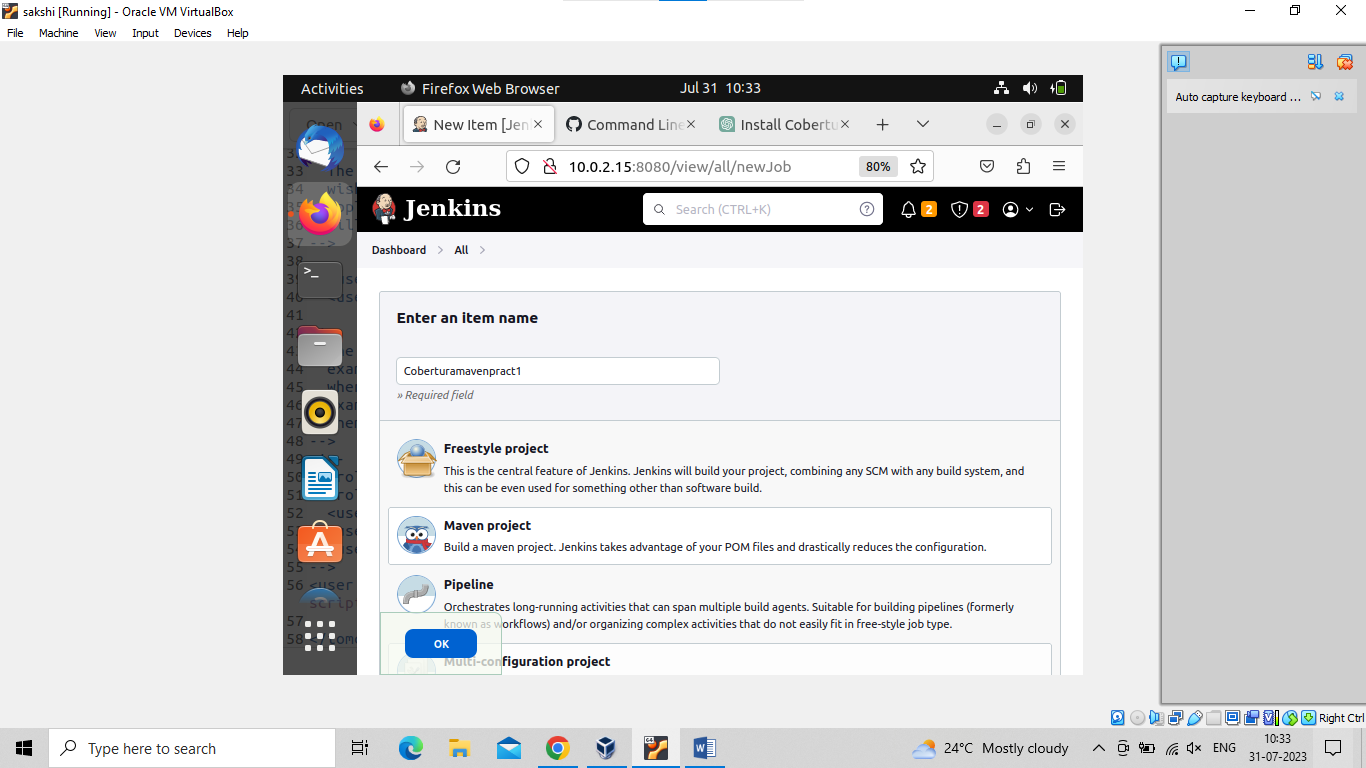 sakshi [Running] - Oracle VM VirtualBox
File Machine View Input Devices Help
Auto capture keyboard ...
Activities Firefox Web Browser Jul 31 10:33
New Item [Jen Command Line Install Cobertu
10.0.2.15:8080/view/all/newJob 80%
Jenkins Search (CTRL+K) 2 2
Dashboard All
Enter an item name
Coberturamavenpract1
» Required field
Freestyle project
This is the central feature of Jenkins. Jenkins will build your project, combining any SCM with any build system, and
this can be even used for something other than software build.
Maven project
Build a maven project. Jenkins takes advantage of your POM files and drastically reduces the configuration.
Pipeline
Orchestrates long-running activities that can span multiple build agents. Suitable for building pipelines (formerly
known as workflows) and/or organizing complex activities that do not easily fit in free-style job type.
OK
Multi-configuration project
Right Ctrl
Type here to search
24°C Mostly cloudy
ENG
10:33
31-07-2023